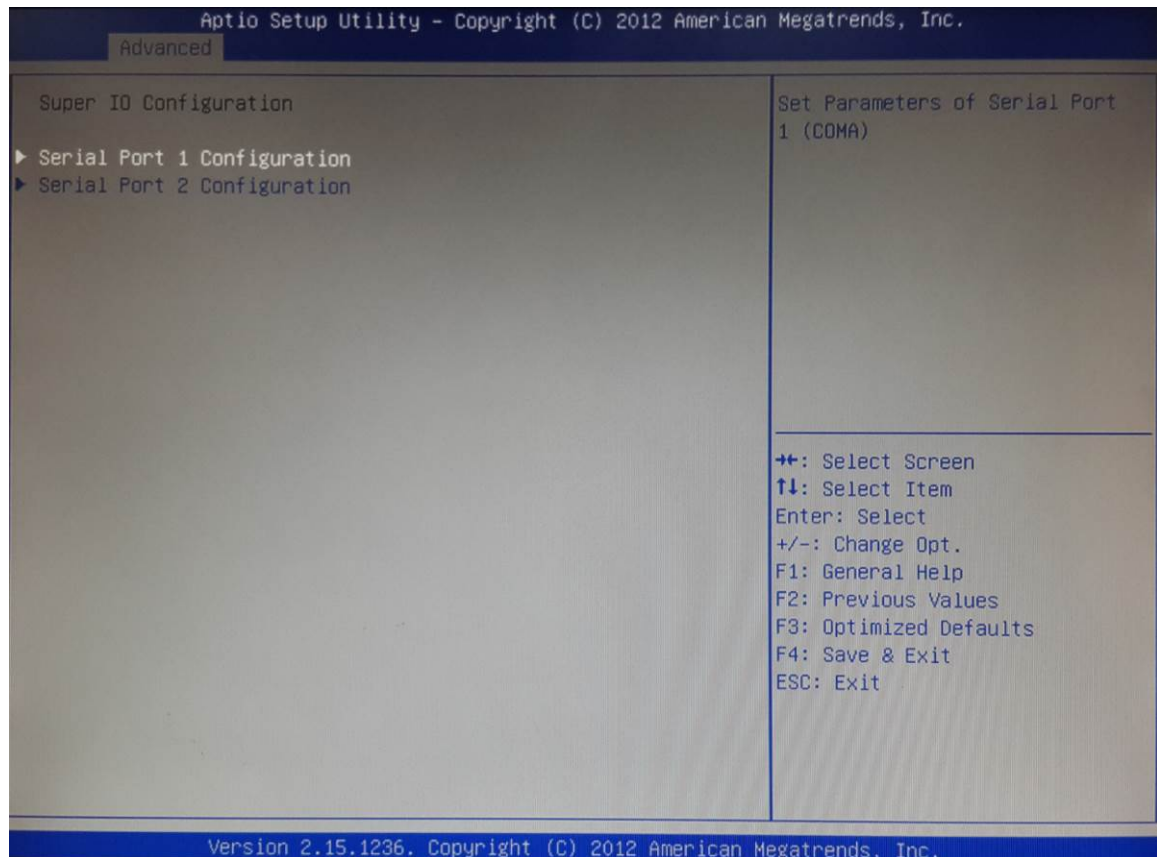 Aptio Setup Utility – Copyright (C) 2012 American Megatrends, Inc.
Advanced
Super IO Configuration
▶ Serial Port 1 Configuration
▶ Serial Port 2 Configuration
Set Parameters of Serial Port
1 (COMA)
→←: Select Screen
↑↓: Select Item
Enter: Select
+/-: Change Opt.
F1: General Help
F2: Previous Values
F3: Optimized Defaults
F4: Save & Exit
ESC: Exit
Version 2.15.1236. Copyright (C) 2012 American Megatrends, Inc.